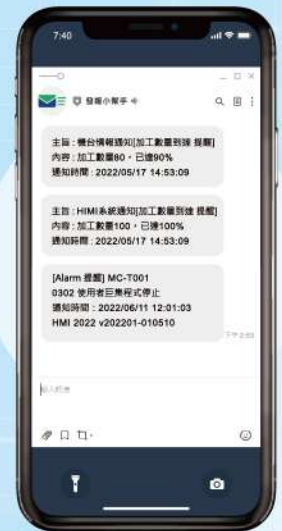 7:40
發報小幫手
主旨:機台情報通知[加工數量到達 提醒]
內容:加工數量80,已達90%
通知時間:2022/05/17 14:53:09
主旨:HIMI系統通知[加工數量到達 提醒]
內容:加工數量100,已達100%
通知時間:2022/05/17 14:53:09
[Alarm 提醒] MC-T001
0302 使用者巨集程式停止
通知時間:2022/06/11 12:01:03
HMI 2022 v202201-010510